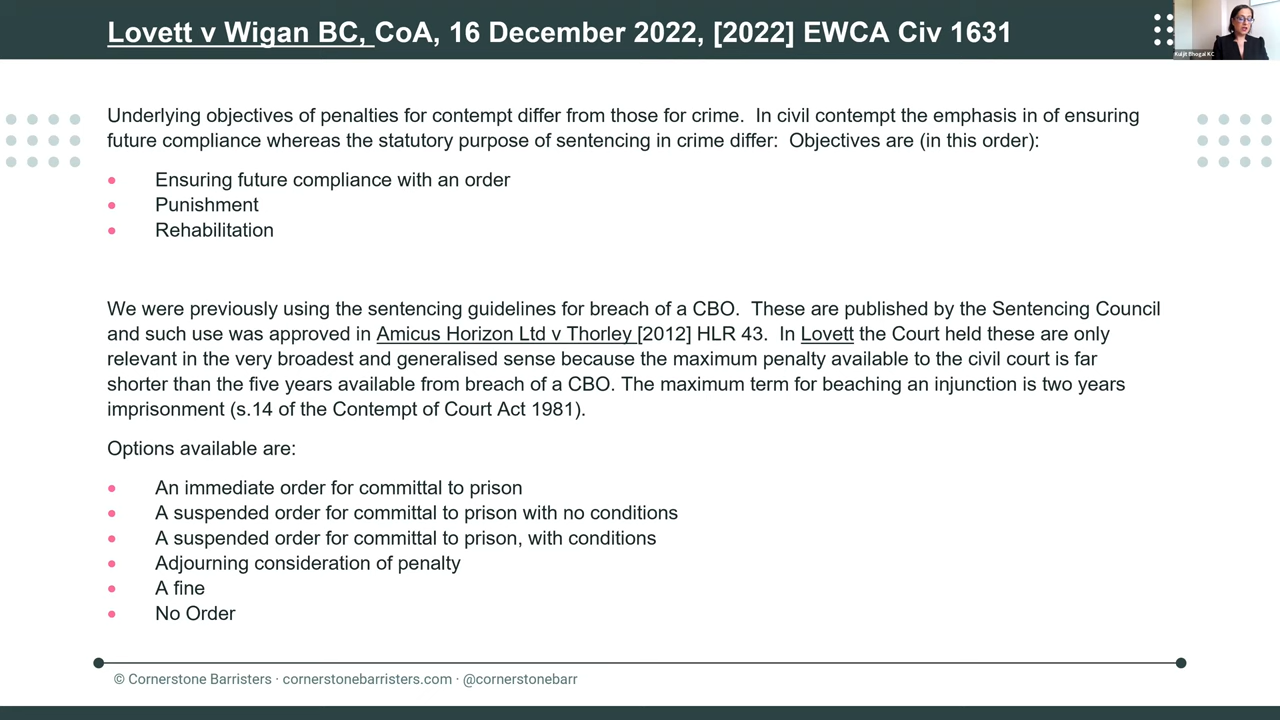 Lovett v Wigan BC, CoA, 16 December 2022, [2022] EWCA Civ 1631
Kuljit Bhogal KC
Underlying objectives of penalties for contempt differ from those for crime. In civil contempt the emphasis in of ensuring
future compliance whereas the statutory purpose of sentencing in crime differ: Objectives are (in this order):
• Ensuring future compliance with an order
• Punishment
• Rehabilitation
We were previously using the sentencing guidelines for breach of a CBO. These are published by the Sentencing Council
and such use was approved in Amicus Horizon Ltd v Thorley [2012] HLR 43. In Lovett the Court held these are only
relevant in the very broadest and generalised sense because the maximum penalty available to the civil court is far
shorter than the five years available from breach of a CBO. The maximum term for beaching an injunction is two years
imprisonment (s.14 of the Contempt of Court Act 1981).
Options available are:
• An immediate order for committal to prison
• A suspended order for committal to prison with no conditions
• A suspended order for committal to prison, with conditions
• Adjourning consideration of penalty
• A fine
• No Order
© Cornerstone Barristers · cornerstonebarristers.com · @cornerstonebarr